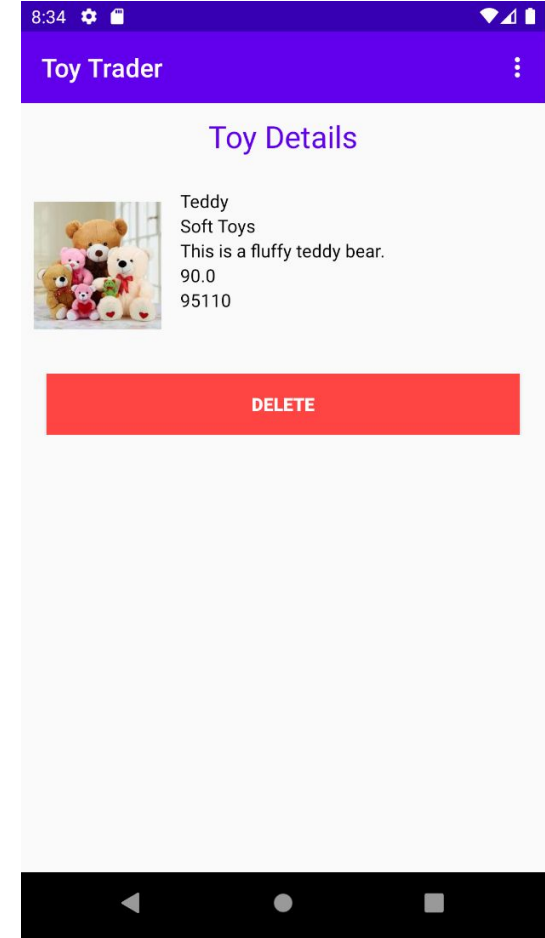 8:34
Toy Trader
Toy Details
Teddy
Soft Toys
This is a fluffy teddy bear.
90.0
95110
DELETE